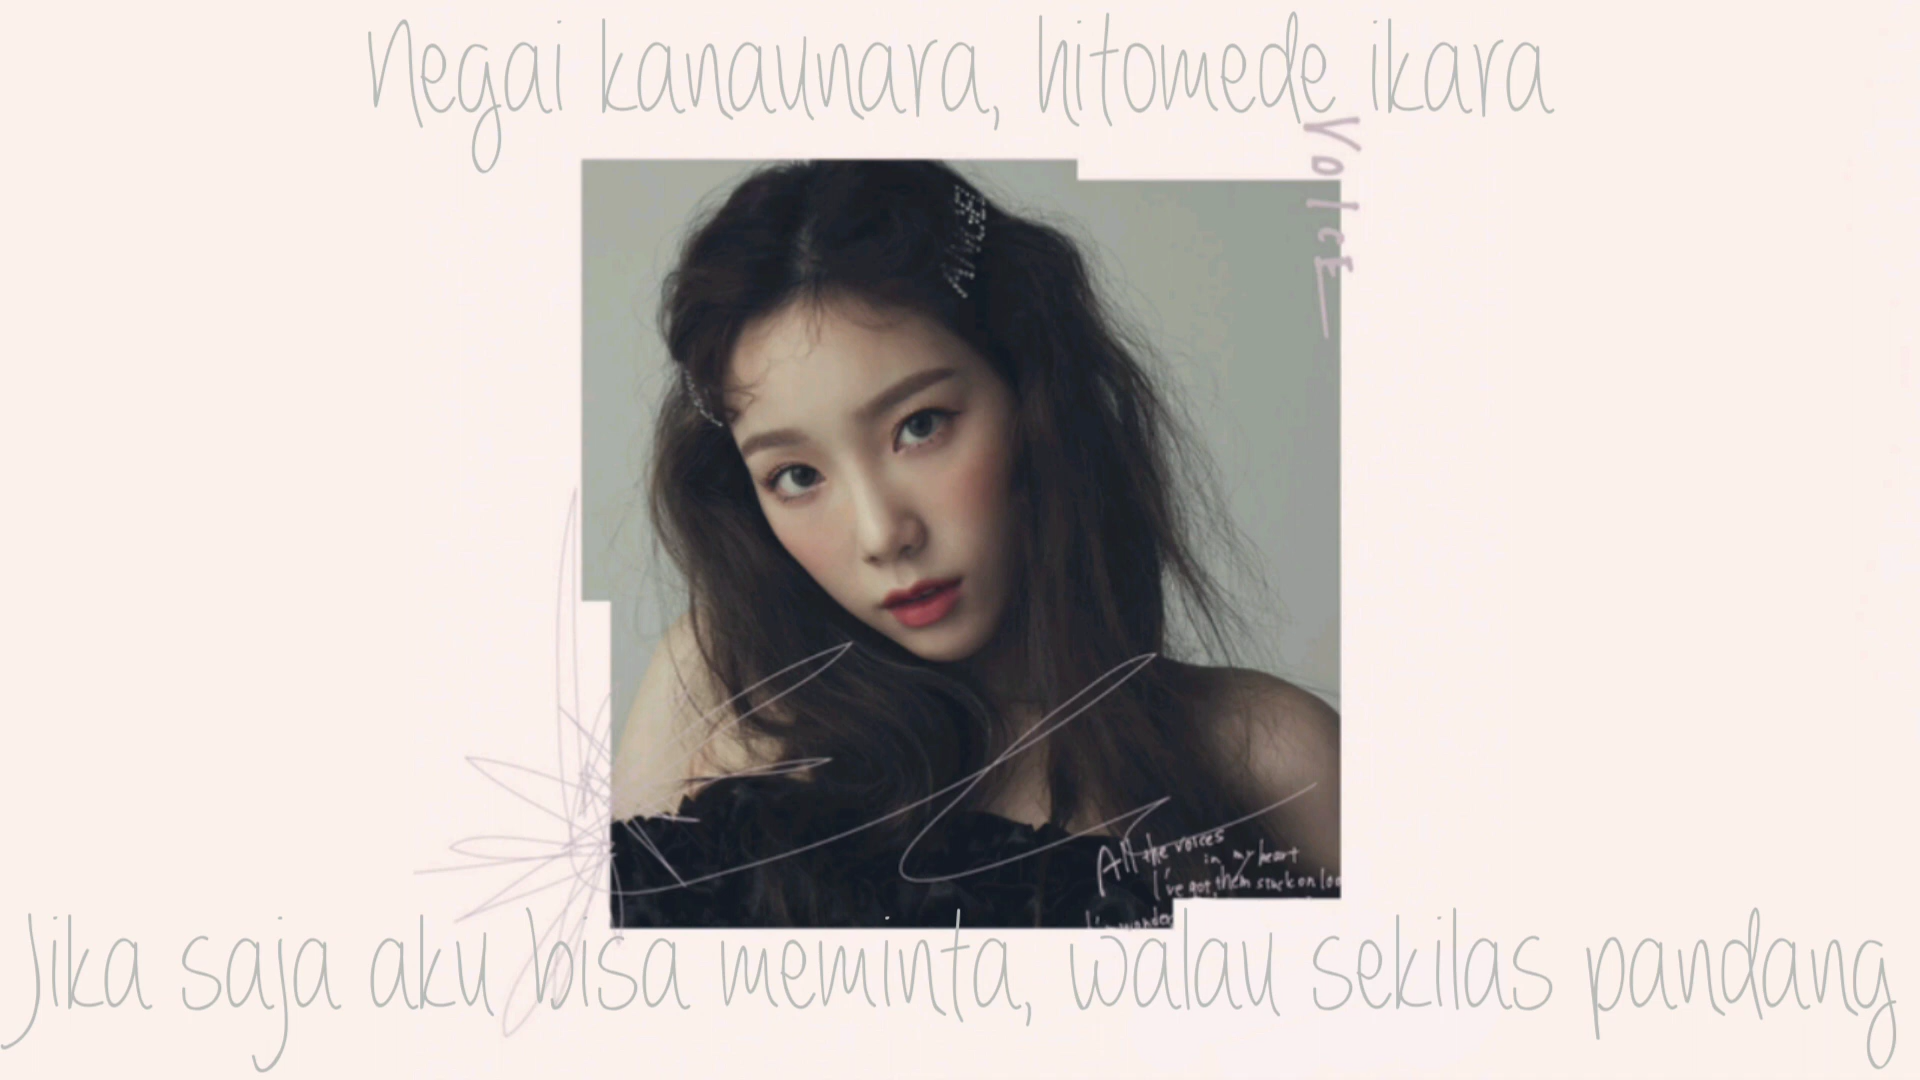 Negai kanaunara, hitomede ikara
VoIcE
All the voices
in my heart
I've got them stuck on loo
I'm wonder
Jika saja aku bisa meminta, walau sekilas pandang